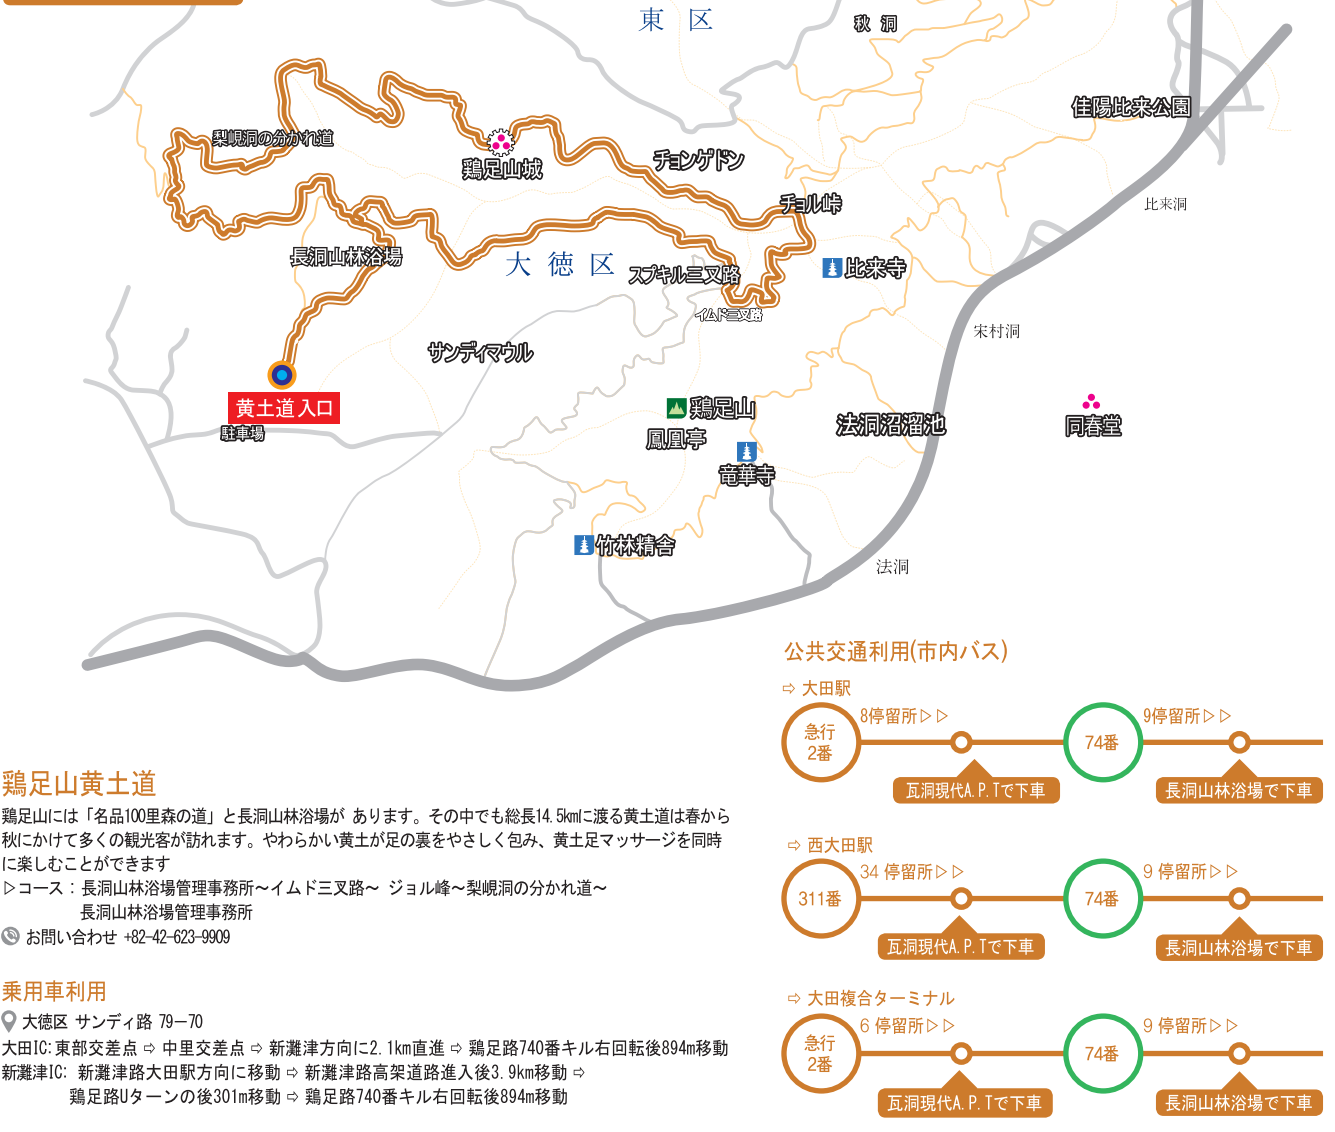 東 区
秋 洞
佳陽比来公園
梨峴洞の分かれ道
鶏足山城
チョンゲドン
チョル峠
比来洞
長洞山林浴場
大 徳 区
スプキル三叉路
比来寺
イムド三叉路
宋村洞
サンディマウル
黄土道入口
駐車場
鶏足山
鳳凰亭
法洞沼溜池
同春堂
竜華寺
竹林精舎
法洞
公共交通利用(市内バス)
⇨ 大田駅
急行
2番
8停留所▷▷
74番
9停留所▷▷
瓦洞現代A.P.Tで下車
長洞山林浴場で下車
⇨ 西大田駅
311番
34 停留所▷▷
74番
9 停留所▷▷
瓦洞現代A.P.Tで下車
長洞山林浴場で下車
⇨ 大田複合ターミナル
急行
2番
6 停留所▷▷
74番
9 停留所▷▷
瓦洞現代A.P.Tで下車
長洞山林浴場で下車
鶏足山黄土道
鶏足山には「名品100里森の道」と長洞山林浴場が あります。その中でも総長14.5㎞に渡る黄土道は春から
秋にかけて多くの観光客が訪れます。やわらかい黄土が足の裏をやさしく包み、黄土足マッサージを同時
に楽しむことができます
▷コース : 長洞山林浴場管理事務所～イムド三叉路～ ジョル峰～梨峴洞の分かれ道～
長洞山林浴場管理事務所
お問い合わせ +82-42-623-9909
乗用車利用
大徳区 サンディ路 79－70
大田IC:東部交差点 ⇨ 中里交差点 ⇨ 新灘津方向に2.1km直進 ⇨ 鶏足路740番キル右回転後894m移動
新灘津IC: 新灘津路大田駅方向に移動 ⇨ 新灘津路高架道路進入後3.9km移動 ⇨
鶏足路Uターンの後301m移動 ⇨ 鶏足路740番キル右回転後894m移動